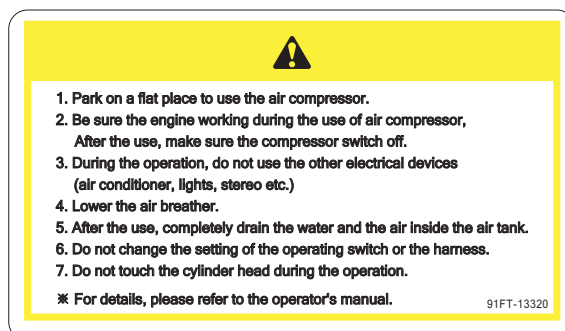 1. Park on a flat place to use the air compressor.
2. Be sure the engine working during the use of air compressor,
After the use, make sure the compressor switch off.
3. During the operation, do not use the other electrical devices
(air conditioner, lights, stereo etc.)
4. Lower the air breather.
5. After the use, completely drain the water and the air inside the air tank.
6. Do not change the setting of the operating switch or the harness.
7. Do not touch the cylinder head during the operation.
※ For details, please refer to the operator's manual.
91FT-13320